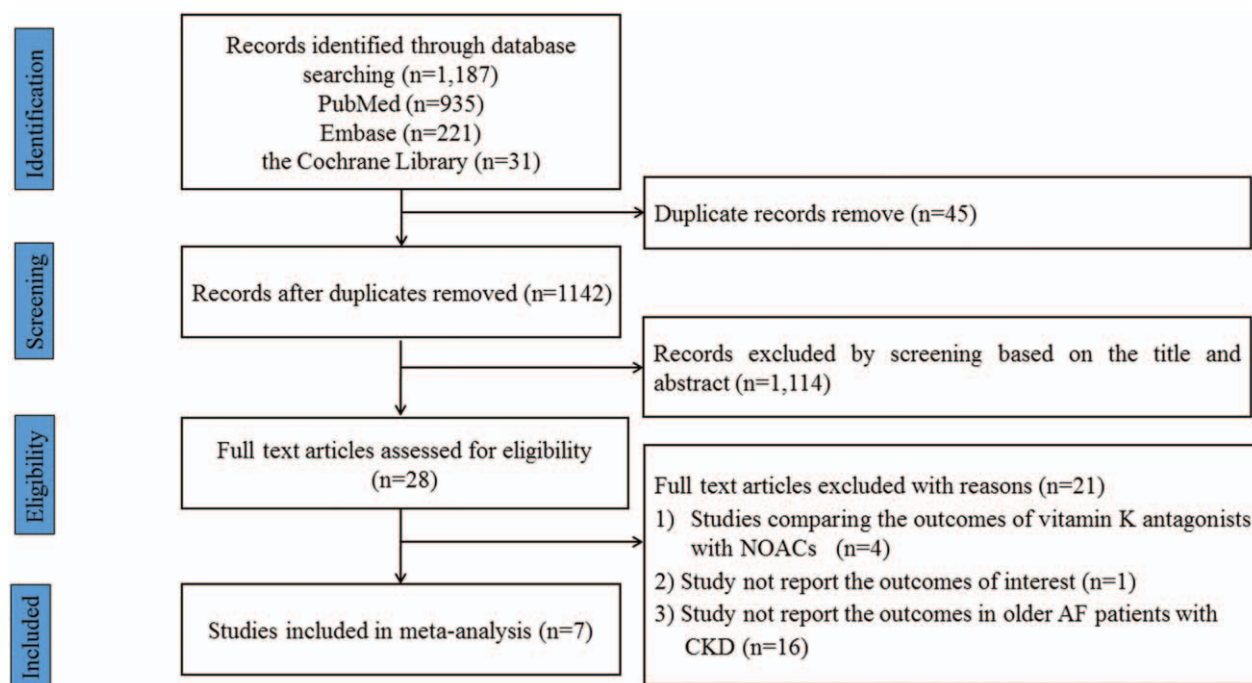 Identification
Records identified through database
searching (n=1,187)
PubMed (n=935)
Embase (n=221)
the Cochrane Library (n=31)
Duplicate records remove (n=45)
Screening
Records after duplicates removed (n=1142)
Records excluded by screening based on the title and
abstract (n=1,114)
Eligibility
Full text articles assessed for eligibility
(n=28)
Full text articles excluded with reasons (n=21)
1) Studies comparing the outcomes of vitamin K antagonists
with NOACs (n=4)
2) Study not report the outcomes of interest (n=1)
3) Study not report the outcomes in older AF patients with
CKD (n=16)
Included
Studies included in meta-analysis (n=7)